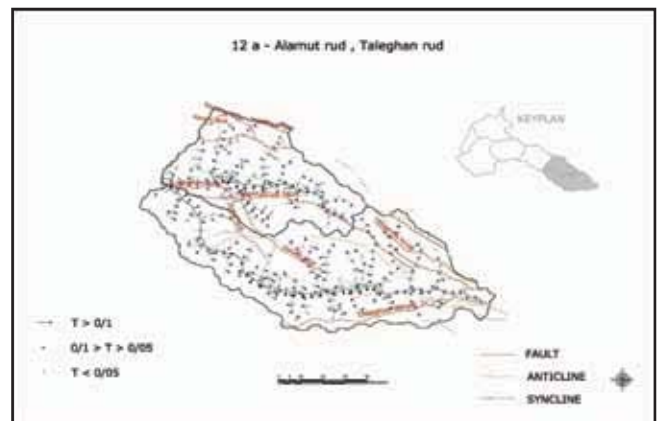 12 a - Alamut rud , Taleghan rud
KEYPLAN
T > 0/1
0/1 > T > 0/05
T < 0/05
FAULT
ANTICLINE
SYNCLINE